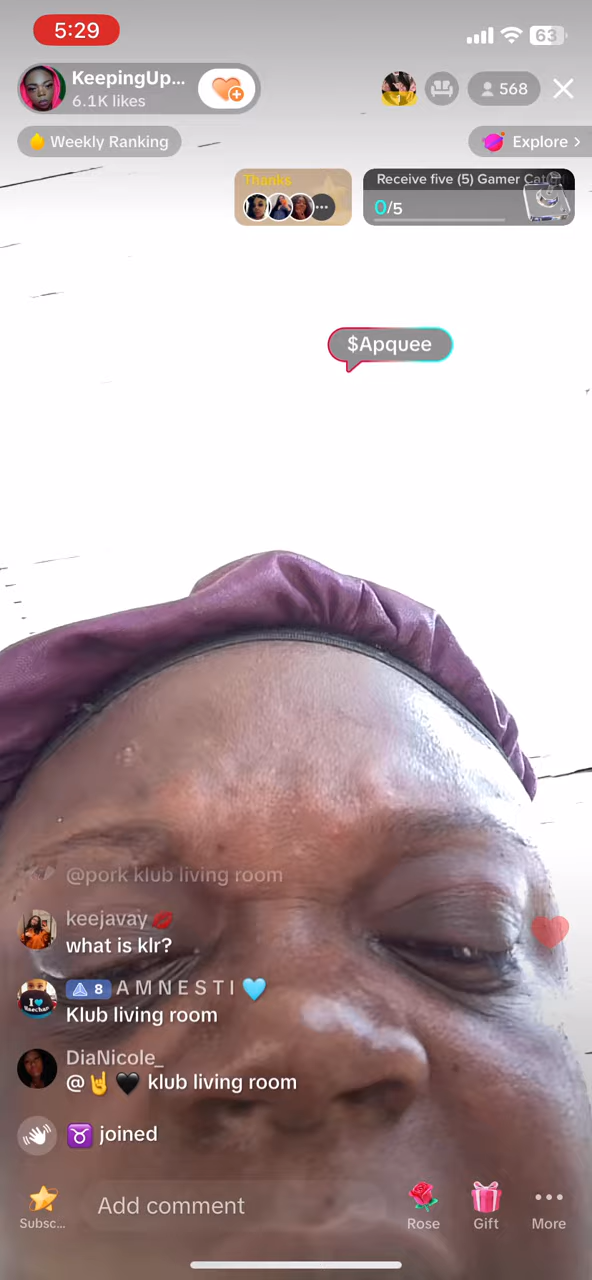 5:29
63
KeepingUp...
6.1K likes
568
Weekly Ranking
Explore >
Thanks
Receive five (5) Gamer Cat
0/5
$Apquee
@pork klub living room
keejavay 💋
what is klr?
8 A M N E S T I 🩵
Klub living room
DiaNicole_
@🤘🖤 klub living room
♉ joined
Subsc...
Add comment
Rose
Gift
More